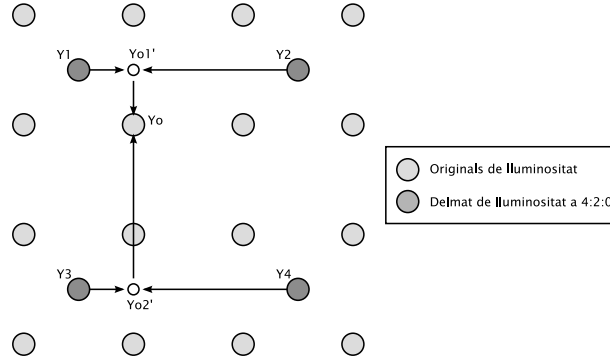 Yo1'
Y1
Y2
Yo
Originals de lluminositat
Delmat de lluminositat a 4:2:0
Y3
Y4
Yo2'